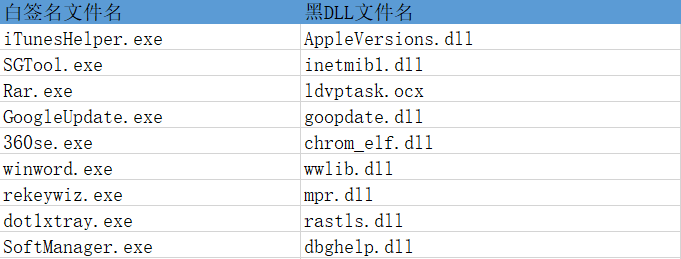 白签名文件名 黑DLL文件名
iTunesHelper.exe AppleVersions.dll
SGTool.exe inetmibl.dll
Rar.exe ldvptask.ocx
GoogleUpdate.exe goopdate.dll
360se.exe chrom_elf.dll
winword.exe wwlib.dll
rekeywiz.exe mpr.dll
dotlxtray.exe rastls.dll
SoftManager.exe dbghelp.dll